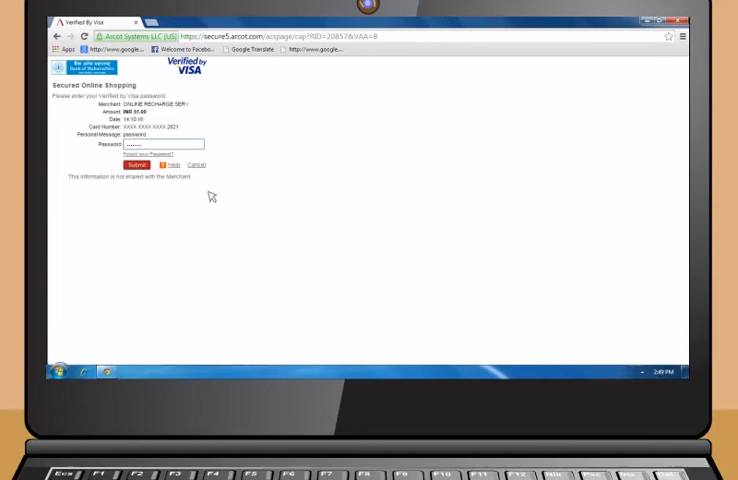 Verified By Visa
Arcot Systems LLC [US] https://secure5.arcot.com/acspage/cap?RID=20857&VAA=B
Apps http://www.google... Welcome to Facebo... Google Translate http://www.google...
Bank of Maharashtra
Verified by
VISA
Secured Online Shopping
Please enter your Verified by Visa password
Merchant: ONLINE RECHARGE SERV
Amount: INR 51.00
Date: 14:10:16
Card Number: XXXX XXXX XXXX 2021
Personal Message: password
Password
Forgot your Password?
Submit ? Help Cancel
This information is not shared with the Merchant.
2:49 PM
F1 F2 F3 F4 F5 F6 F7 F8 F9 F10 F11 F12